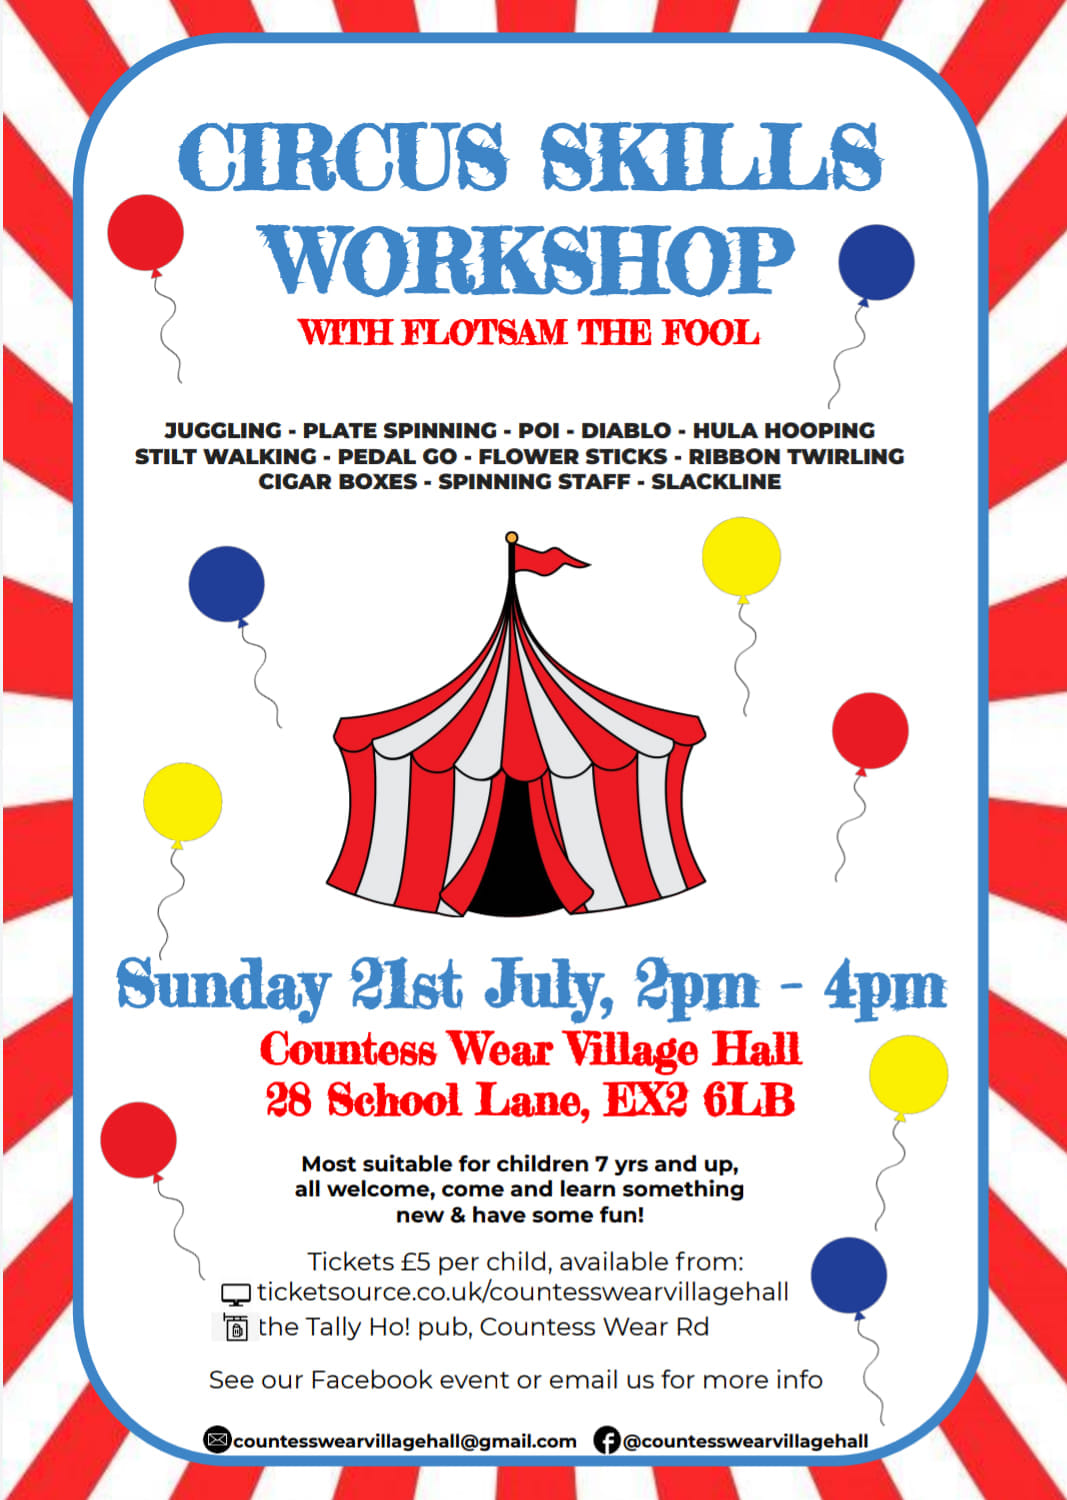 CIRCUS SKILLS
WORKSHOP
WITH FLOTSAM THE FOOL
JUGGLING - PLATE SPINNING - POI - DIABLO - HULA HOOPING
STILT WALKING - PEDAL GO - FLOWER STICKS - RIBBON TWIRLING
CIGAR BOXES - SPINNING STAFF - SLACKLINE
Sunday 21st July, 2pm - 4pm
Countess Wear Village Hall
28 School Lane, EX2 6LB
Most suitable for children 7 yrs and up,
all welcome, come and learn something
new & have some fun!
Tickets £5 per child, available from:
ticketsource.co.uk/countesswearvillagehall
the Tally Ho! pub, Countess Wear Rd
See our Facebook event or email us for more info
countesswearvillagehall@gmail.com @countesswearvillagehall